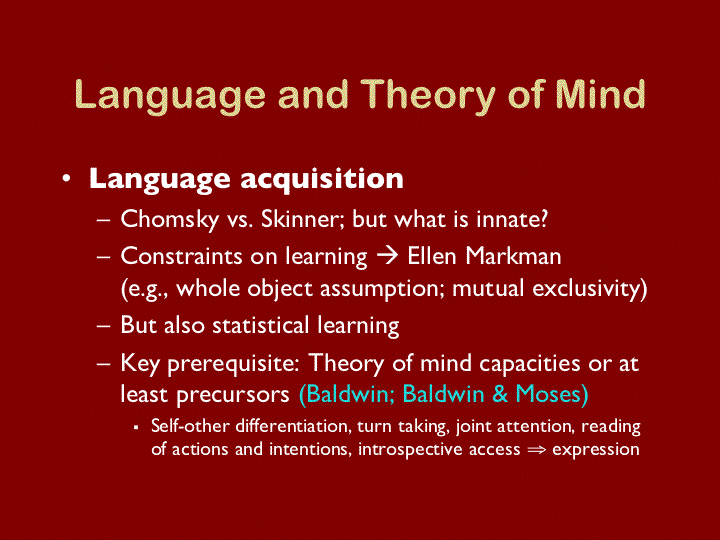 Language and Theory of Mind
• Language acquisition
– Chomsky vs. Skinner; but what is innate?
– Constraints on learning → Ellen Markman
(e.g., whole object assumption; mutual exclusivity)
– But also statistical learning
– Key prerequisite: Theory of mind capacities or at
least precursors (Baldwin; Baldwin & Moses)
▪ Self-other differentiation, turn taking, joint attention, reading
of actions and intentions, introspective access ⇒ expression